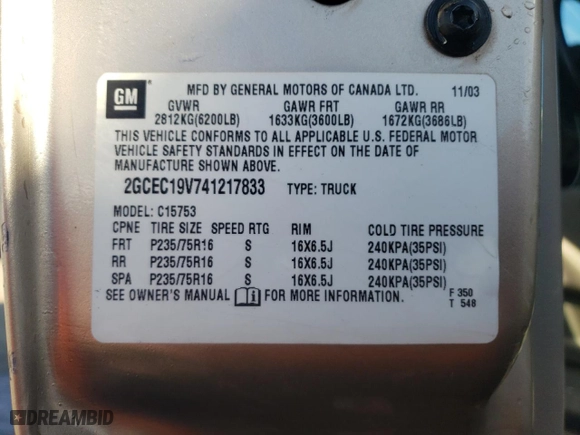 GM
MFD BY GENERAL MOTORS OF CANADA LTD. 11/03
GVWR GAWR FRT GAWR RR
2812KG(6200LB) 1633KG(3600LB) 1672KG(3686LB)
THIS VEHICLE CONFORMS TO ALL APPLICABLE U.S. FEDERAL MOTOR
VEHICLE SAFETY STANDARDS IN EFFECT ON THE DATE OF
MANUFACTURE SHOWN ABOVE.
2GCEC19V741217833 TYPE: TRUCK
MODEL: C15753
CPNE TIRE SIZE SPEED RTG RIM COLD TIRE PRESSURE
FRT P235/75R16 S 16X6.5J 240KPA(35PSI)
RR P235/75R16 S 16X6.5J 240KPA(35PSI)
SPA P235/75R16 S 16X6.5J 240KPA(35PSI)
SEE OWNER'S MANUAL FOR MORE INFORMATION.
F 350
T 548
DREAMBID